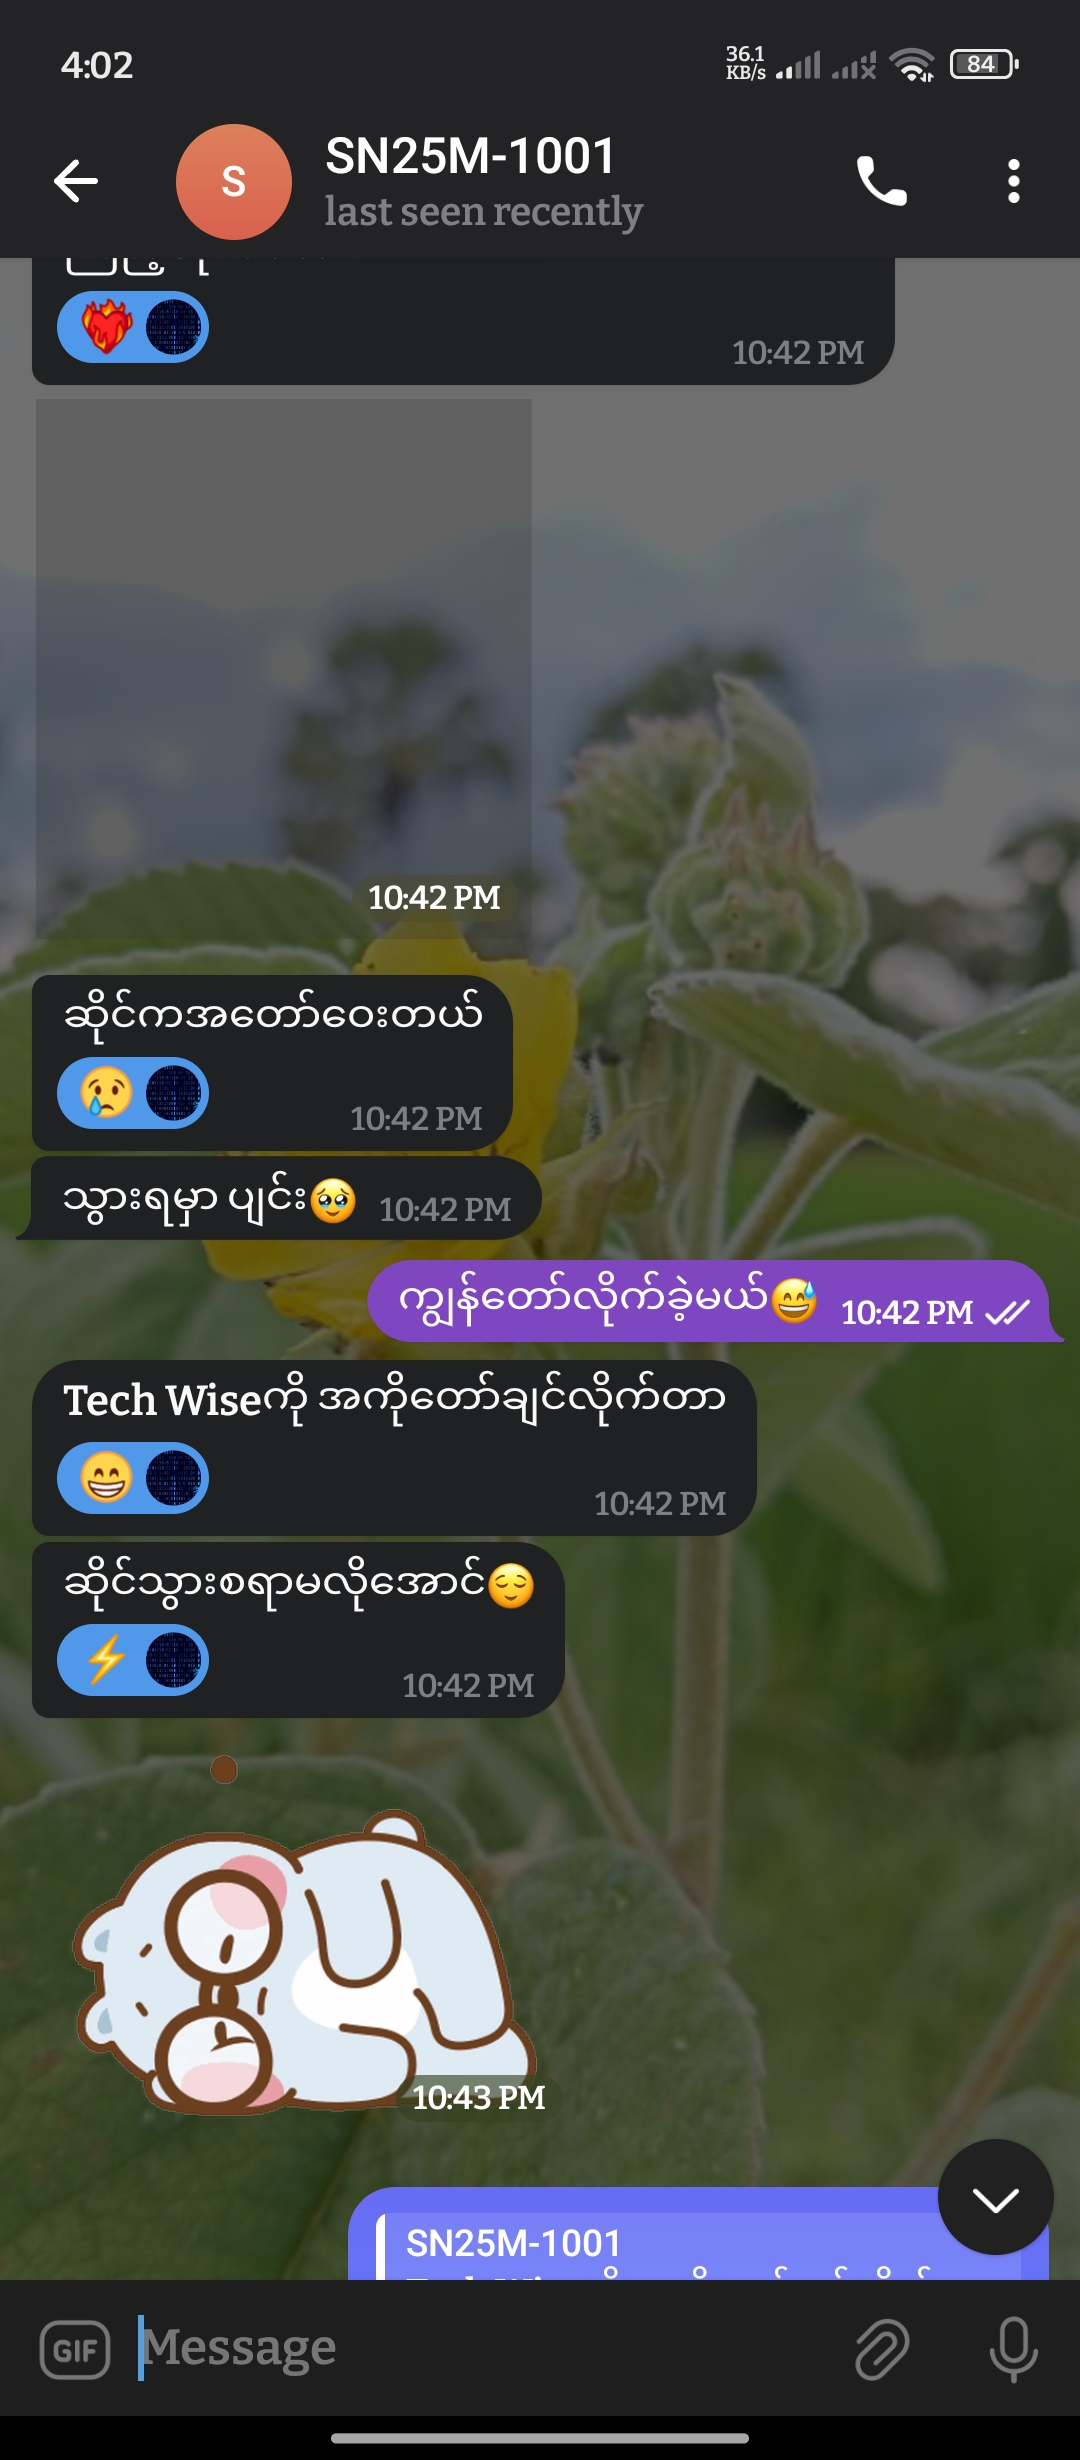 4:02
36.1
KB/s
84
S
SN25M-1001
last seen recently
10:42 PM
10:42 PM
ဆိုင်ကအတော်ဝေးတယ်
10:42 PM
သွားရမှာ ပျင်း🥹 10:42 PM
ကျွန်တော်လိုက်ခဲ့မယ်😅 10:42 PM
Tech Wiseကို အကိုတော်ချင်လိုက်တာ
10:42 PM
ဆိုင်သွားစရာမလိုအောင်😌
10:42 PM
10:43 PM
SN25M-1001
GIF
Message